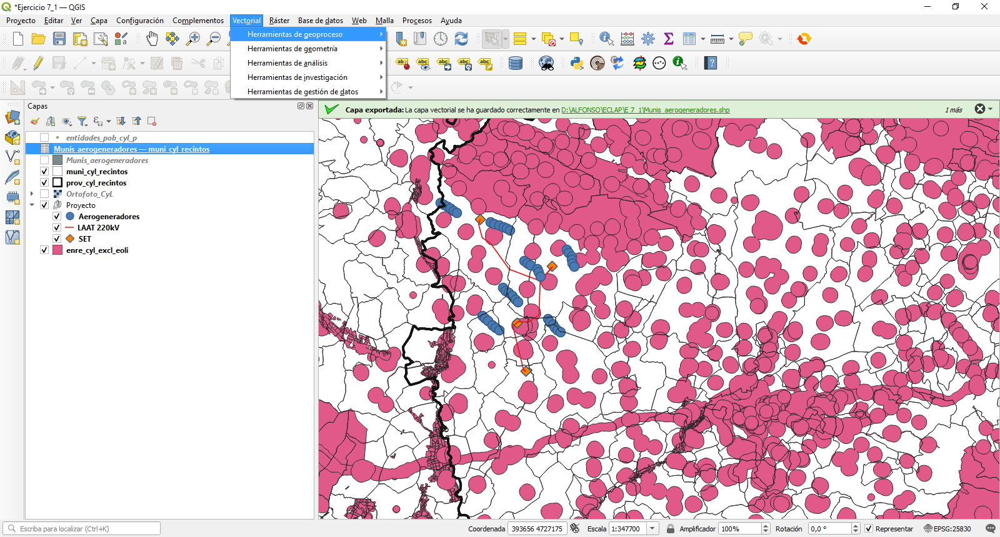 *Ejercicio 7_1 — QGIS
Proyecto Editar Ver Capa Configuración Complementos Vectorial Ráster Base de datos Web Malla Procesos Ayuda
Herramientas de geoproceso
Herramientas de geometría
Herramientas de análisis
Herramientas de investigación
Herramientas de gestión de datos
Capas
Capa exportada: La capa vectorial se ha guardado correctamente en D:\ALFONSO\ECLAP\E 7_1\Munis_aerogeneradores.shp
1 más
entidades_pob_cyl_p
Munis_aerogeneradores — muni_cyl_recintos
Munis_aerogeneradores
muni_cyl_recintos
prov_cyl_recintos
Ortofoto_CyL
Proyecto
Aerogeneradores
LAAT 220kV
SET
enre_cyl_excl_eoli
Escriba para localizar (Ctrl+K)
Coordenada 393656 4727175 Escala 1:347700 Amplificador 100% Rotación 0,0 ° Representar EPSG:25830